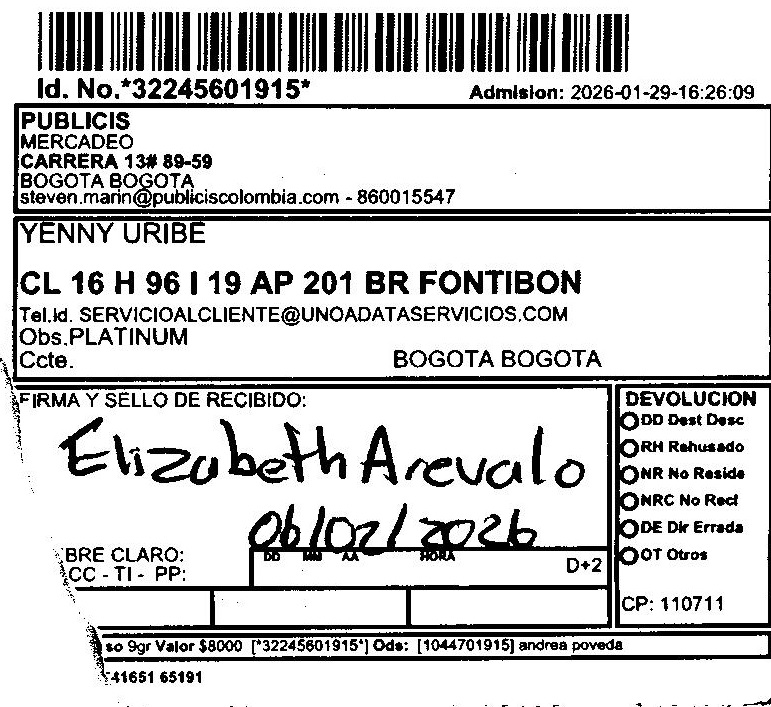 Id. No.*32245601915*
Admision: 2026-01-29-16:26:09
PUBLICIS
MERCADEO
CARRERA 13# 89-59
BOGOTA BOGOTA
steven.marin@publiciscolombia.com - 860015547
YENNY URIBE
CL 16 H 96 I 19 AP 201 BR FONTIBON
Tel.Id. SERVICIOALCLIENTE@UNOADATASERVICIOS.COM
Obs.PLATINUM
Ccte.
BOGOTA BOGOTA
FIRMA Y SELLO DE RECIBIDO:
Elizabeth Arevalo
06/02/2026
BRE CLARO:
CC - TI - PP:
DD MM AA HORA
D+2
DEVOLUCION
DD Dest Desc
RH Rehusado
NR No Reside
NRC No Recl
DE Dir Errada
OT Otros
CP: 110711
so 9gr Valor $8000 [*32245601915*] Ods: [1044701915] andrea poveda
41651 65191